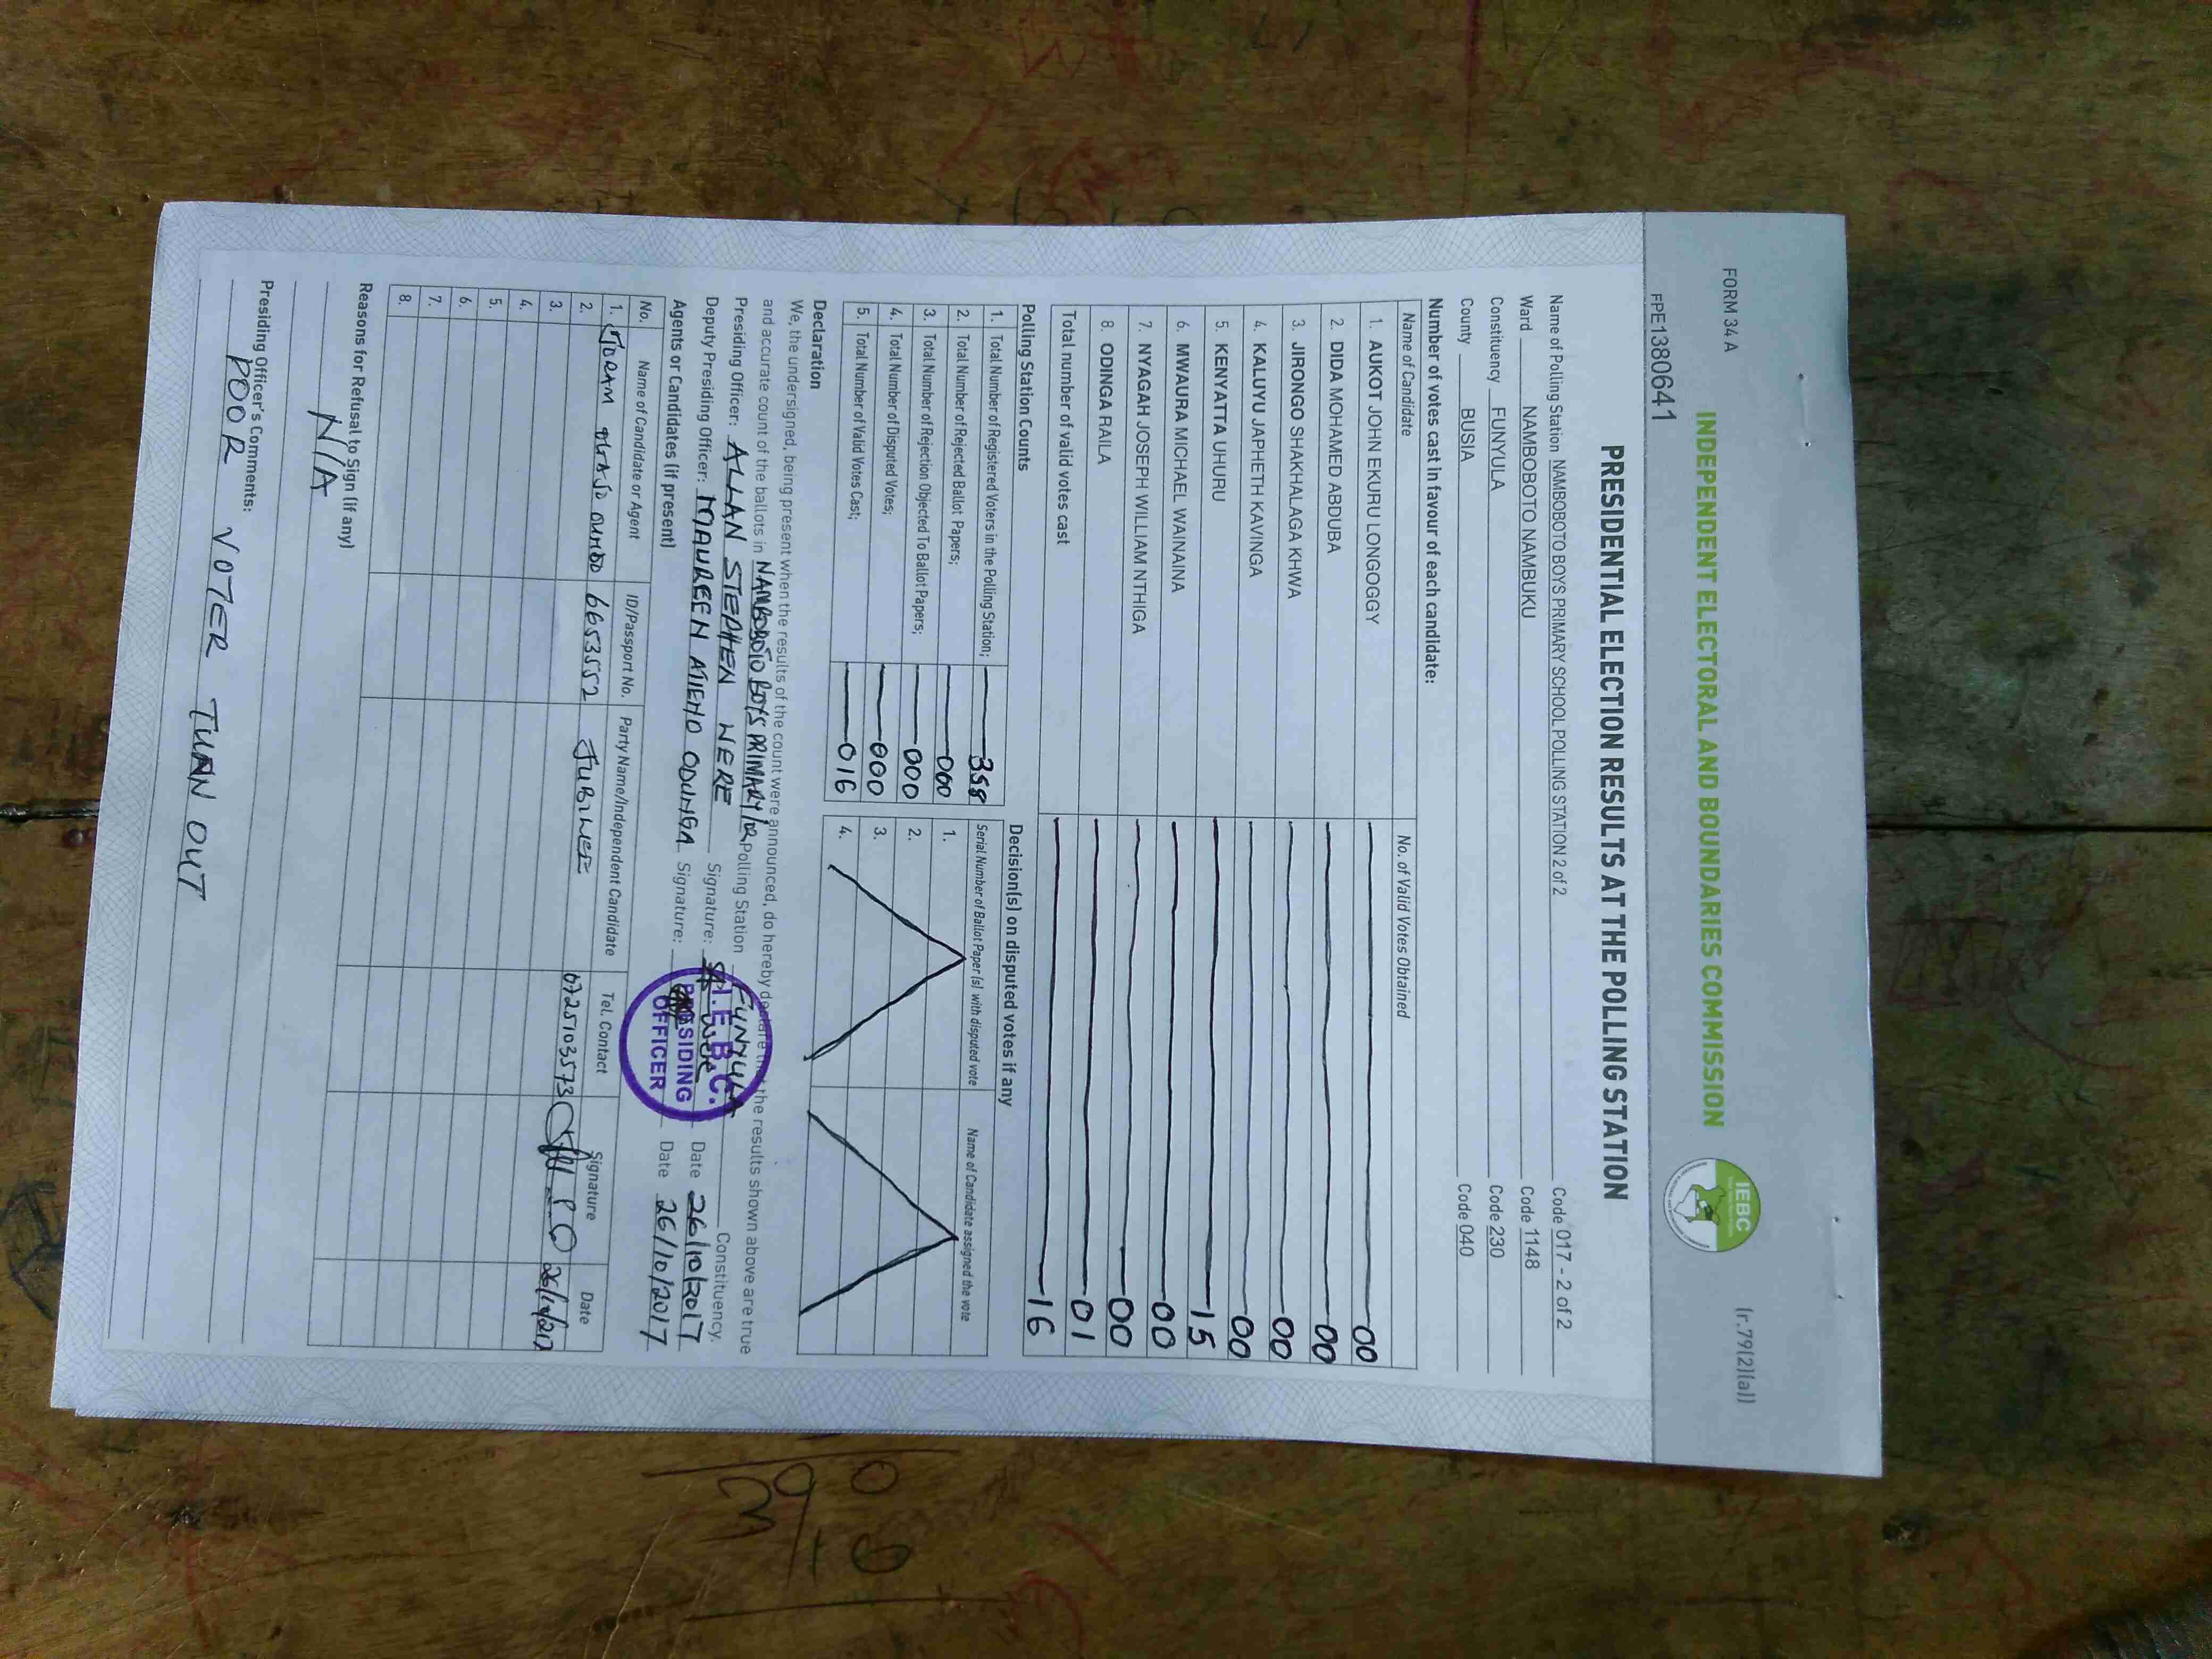 FORM 34 A
(r.79(2)(a))
INDEPENDENT ELECTORAL AND BOUNDARIES COMMISSION
IEBC
FPE1380641
PRESIDENTIAL ELECTION RESULTS AT THE POLLING STATION
Name of Polling Station NAMBOBOTO BOYS PRIMARY SCHOOL POLLING STATION 2 of 2 Code 017 - 2 of 2
Ward NAMBOBOTO NAMBUKU Code 1148
Constituency FUNYULA Code 230
County BUSIA Code 040
Number of votes cast in favour of each candidate:
Name of Candidate No. of Valid Votes Obtained
1. AUKOT JOHN EKURU LONGOGGY 00
2. DIDA MOHAMED ABDUBA 00
3. JIRONGO SHAKHALAGA KHWA 00
4. KALUYU JAPHETH KAVINGA 00
5. KENYATTA UHURU 15
6. MWAURA MICHAEL WAINAINA 00
7. NYAGAH JOSEPH WILLIAM NTHIGA 00
8. ODINGA RAILA 01
Total number of valid votes cast 16
Polling Station Counts
1. Total Number of Registered Voters in the Polling Station; 358
2. Total Number of Rejected Ballot Papers; 000
3. Total Number of Rejection Objected To Ballot Papers; 000
4. Total Number of Disputed Votes; 000
5. Total Number of Valid Votes Cast; 016
Decision(s) on disputed votes if any
Serial Number of Ballot Paper (s) with disputed vote Name of Candidate assigned the vote
1.
2.
3.
4.
Declaration
We, the undersigned, being present when the results of the count were announced, do hereby declare that the results shown above are true
and accurate count of the ballots in NAMBOBOTO BOYS PRIMARY Polling Station FUNYULA Constituency.
Presiding Officer: ALLAN STEPHEN WERE Signature: Date 26/10/2017
Deputy Presiding Officer: MAUREEN ATIENO ODUNGA Signature: Date 26/10/2017
I.E.B.C.
PRESIDING
OFFICER
Agents or Candidates (if present)
No. Name of Candidate or Agent ID/Passport No. Party Name/Independent Candidate Tel. Contact Signature Date
1. JORAM 6653552 JUBILEE 0725103573
2.
3.
4.
5.
6.
7.
8.
Reasons for Refusal to Sign (if any)
N/A
Presiding Officer's Comments:
POOR VOTER TURN OUT